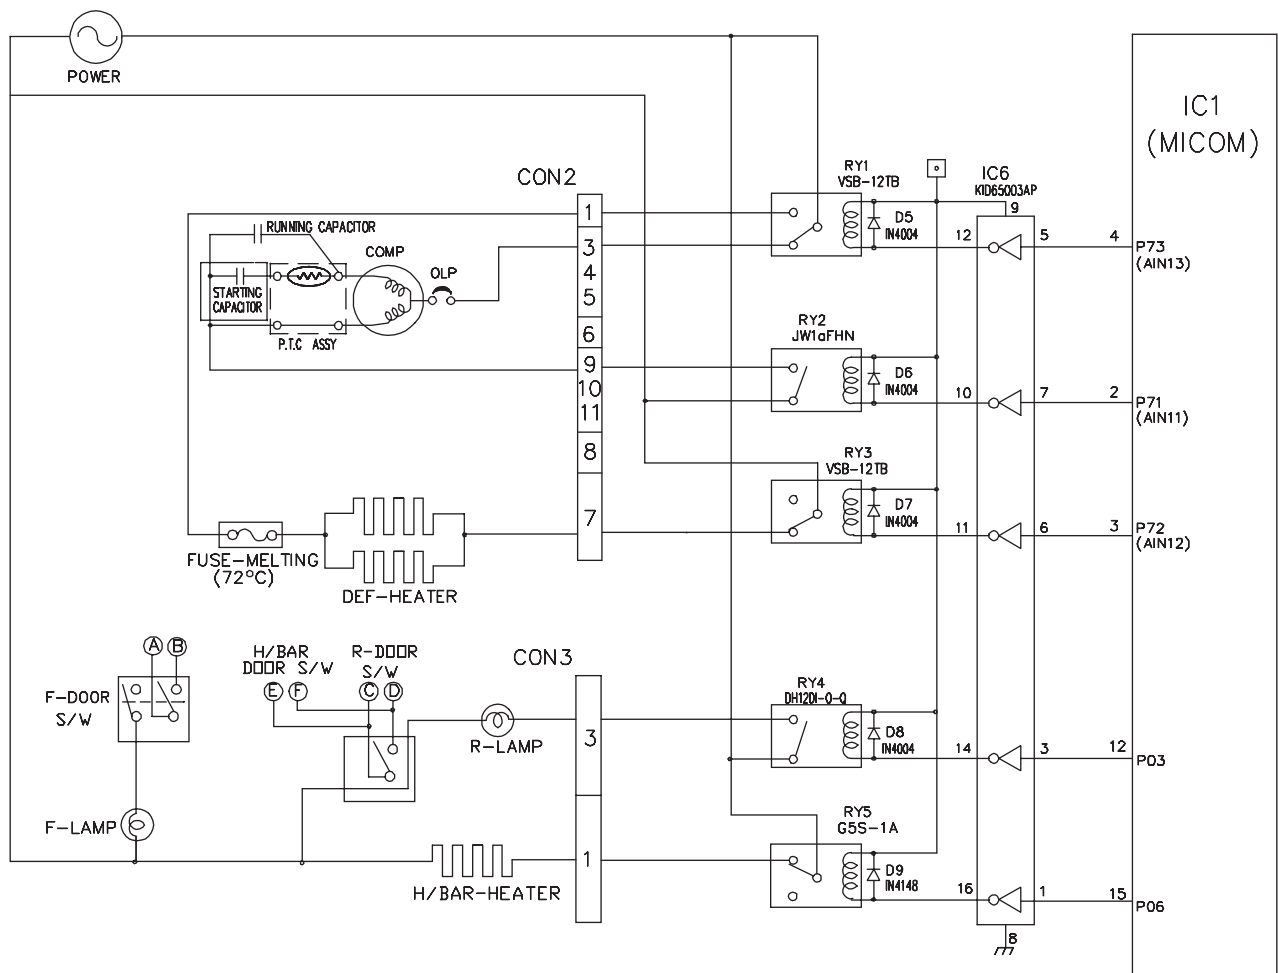 POWER
IC1
(MICOM)
CON2
RY1
VSB-12TB
IC6
KID65003AP
9
1
RUNNING CAPACITOR
D5
IN4004
12
5
4
P73
(AIN13)
3
COMP
OLP
4
STARTING
CAPACITOR
5
P.T.C ASSY
6
RY2
JW1aFHN
9
D6
IN4004
10
7
2
P71
(AIN11)
10
11
8
RY3
VSB-12TB
7
D7
IN4004
11
6
3
P72
(AIN12)
FUSE-MELTING
(72°C)
DEF-HEATER
A B
H/BAR
DOOR S/W
R-DOOR
S/W
CON3
E F C D
F-DOOR
S/W
RY4
DH12D1-O-Q
R-LAMP
3
D8
IN4004
14
3
12
P03
RY5
G5S-1A
F-LAMP
H/BAR-HEATER
1
D9
IN4148
16
1
15
P06
8